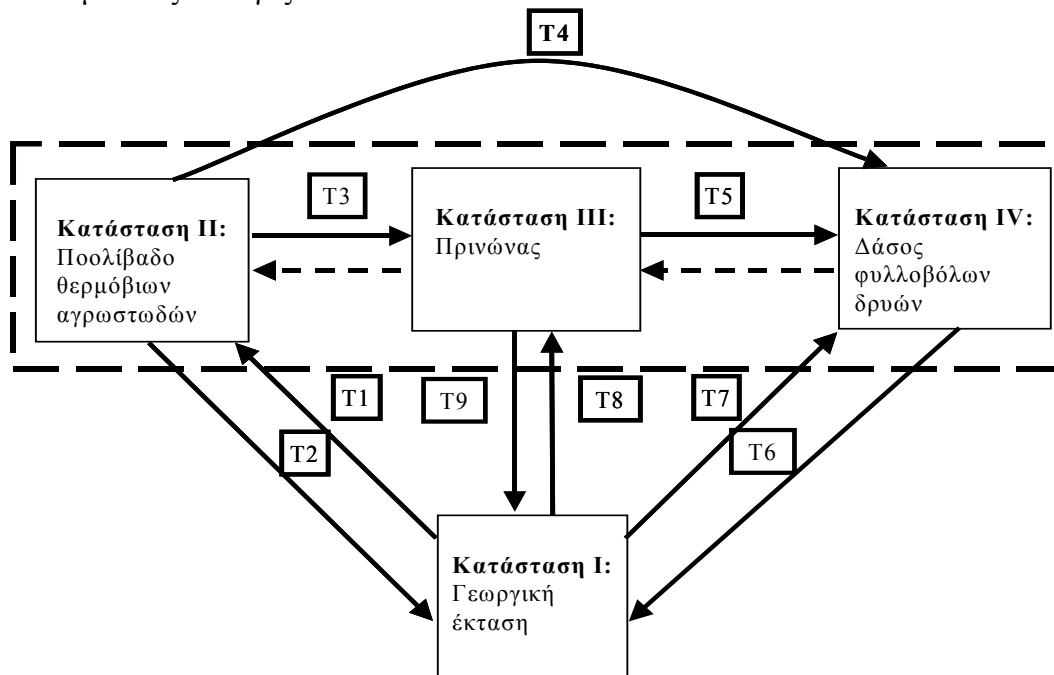 T4
T3
T5
Κατάσταση II:
Ποολίβαδο
θερμόβιων
αγρωστωδών
Κατάσταση III:
Πρινώνας
Κατάσταση IV:
Δάσος
φυλλοβόλων
δρυών
T1
T9
T8
T7
T2
T6
Κατάσταση I:
Γεωργική
έκταση